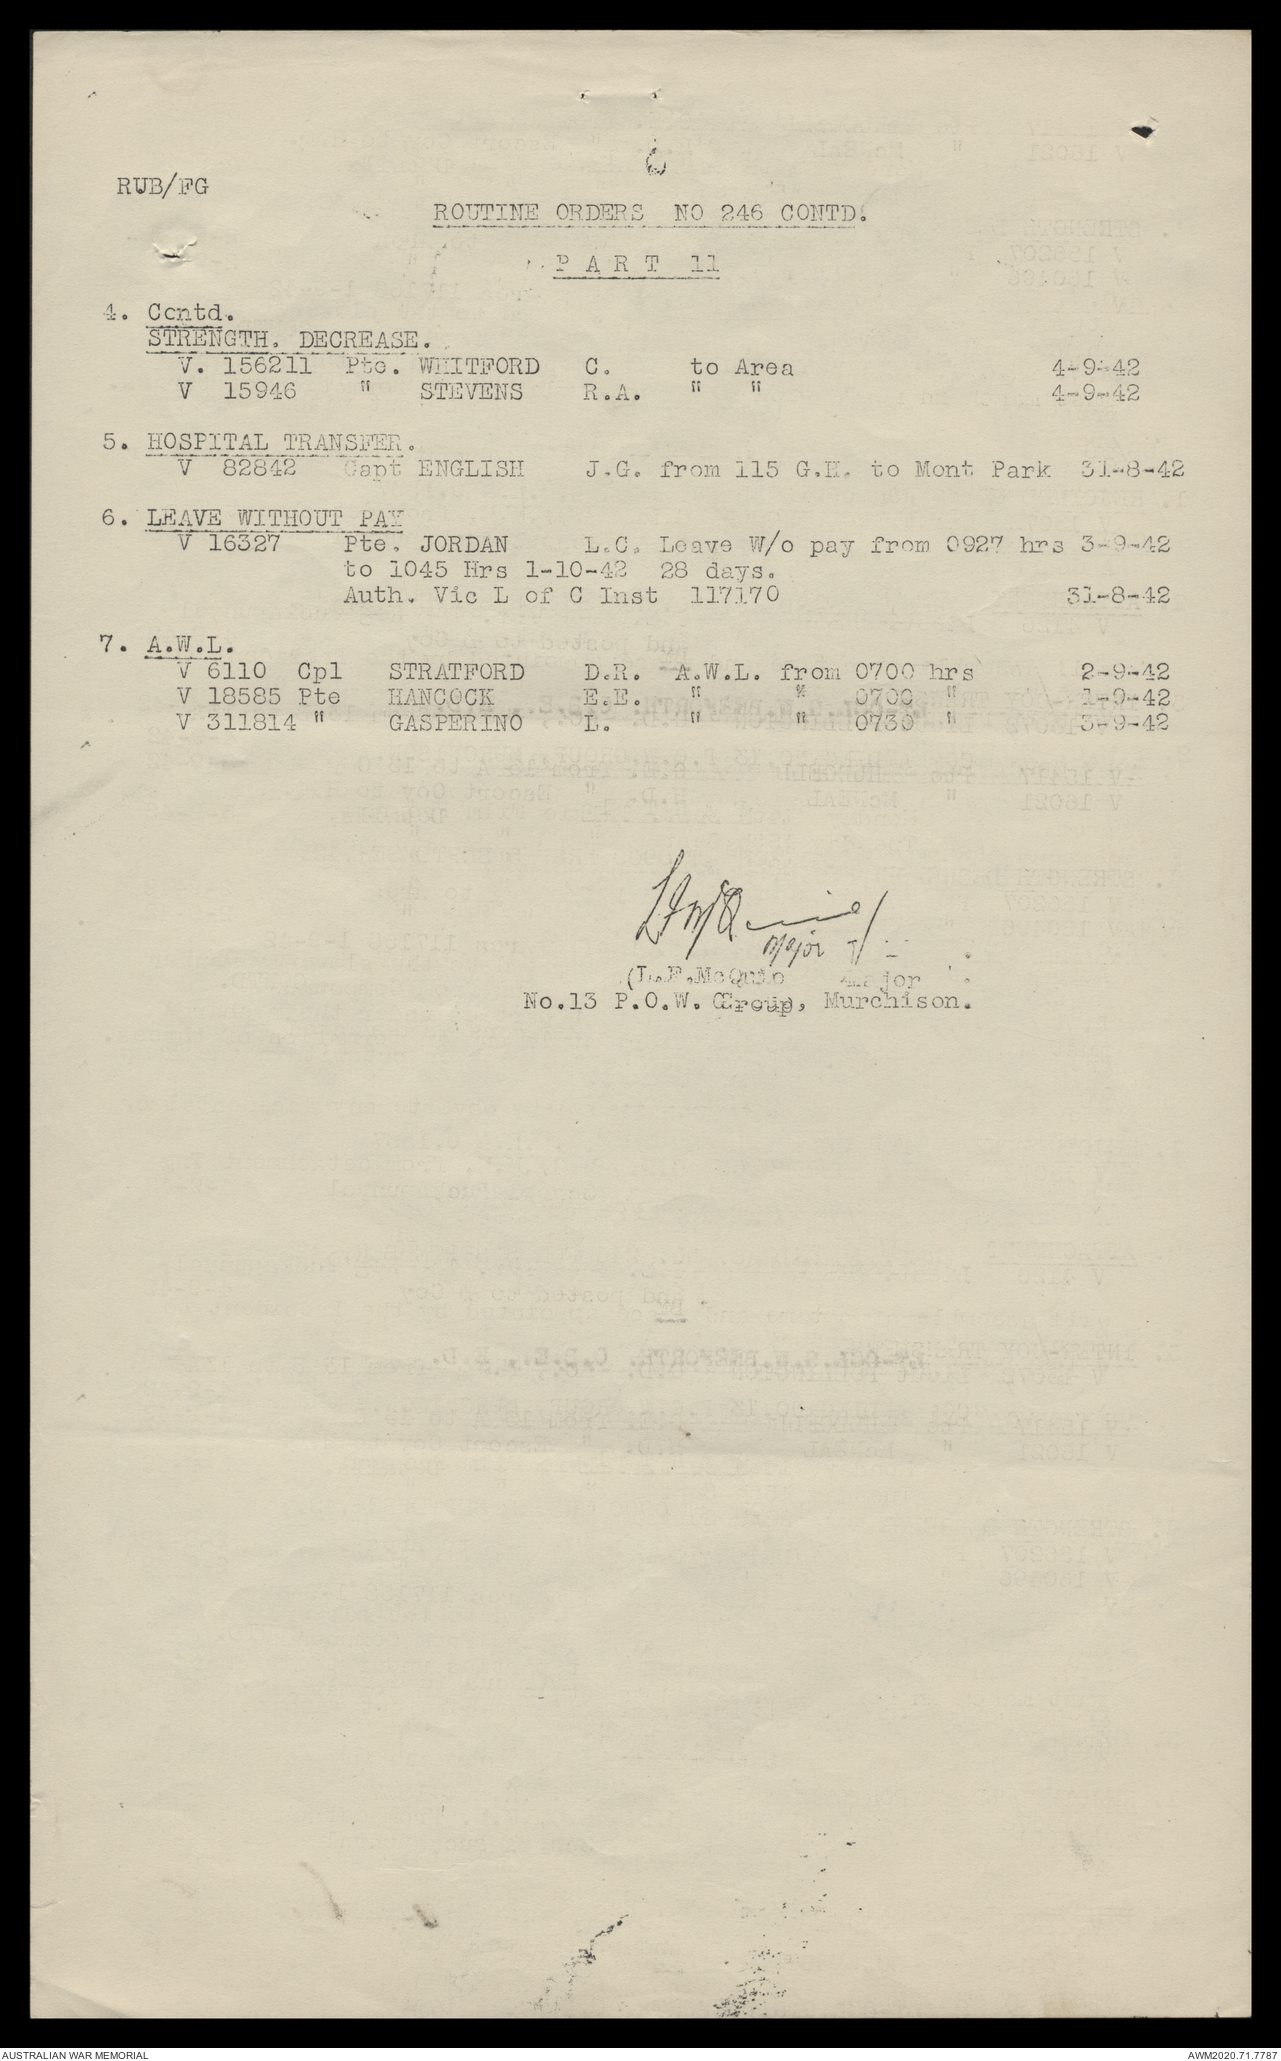 6
RUB/FG
ROUTINE ORDERS NO 246 CONTD.
P A R T 11
4. Contd.
STRENGTH. DECREASE.
V. 156211 Pte. WHITFORD C. to Area 4-9-42
V 15946 " STEVENS R.A. " " 4-9-42
5. HOSPITAL TRANSFER.
V 82842 Capt ENGLISH J.G. from 115 G.H. to Mont Park 31-8-42
6. LEAVE WITHOUT PAY
V 16327 Pte. JORDAN L.C. Leave W/o pay from 0927 hrs 3-9-42
to 1045 Hrs 1-10-42 28 days.
Auth. Vic L of C Inst 117170 31-8-42
7. A.W.L.
V 6110 Cpl STRATFORD D.R. A.W.L. from 0700 hrs 2-9-42
V 18585 Pte HANCOCK E.E. " " 0700 " 1-9-42
V 311814 " GASPERINO L. " " 0730 " 3-9-42
Major
(L.F.McQuie Major
No.13 P.O.W. Group, Murchison.
AUSTRALIAN WAR MEMORIAL AWM2020.71.7787